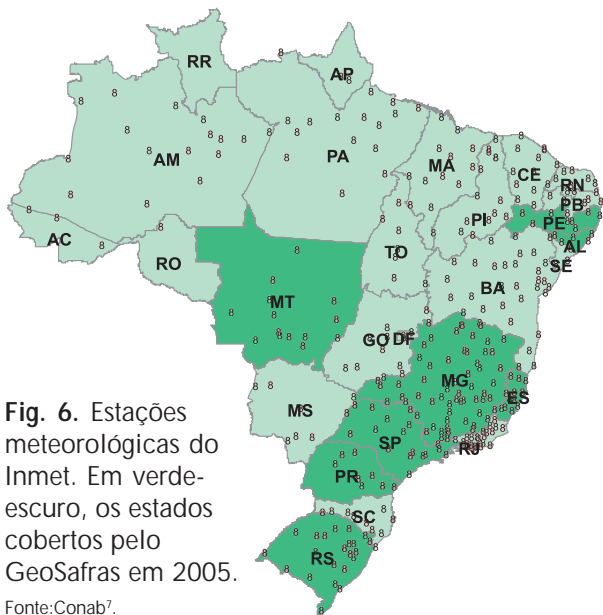 RR
AP
AM
PA
MA
CE
RN
PB
PI
PE
AL
AC
TO
SE
RO
BA
MT
GO
DF
MG
ES
MS
SP
RJ
PR
SC
RS
Fig. 6. Estações
meteorológicas do
Inmet. Em verde-
escuro, os estados
cobertos pelo
GeoSafras em 2005.
Fonte:Conab⁷.